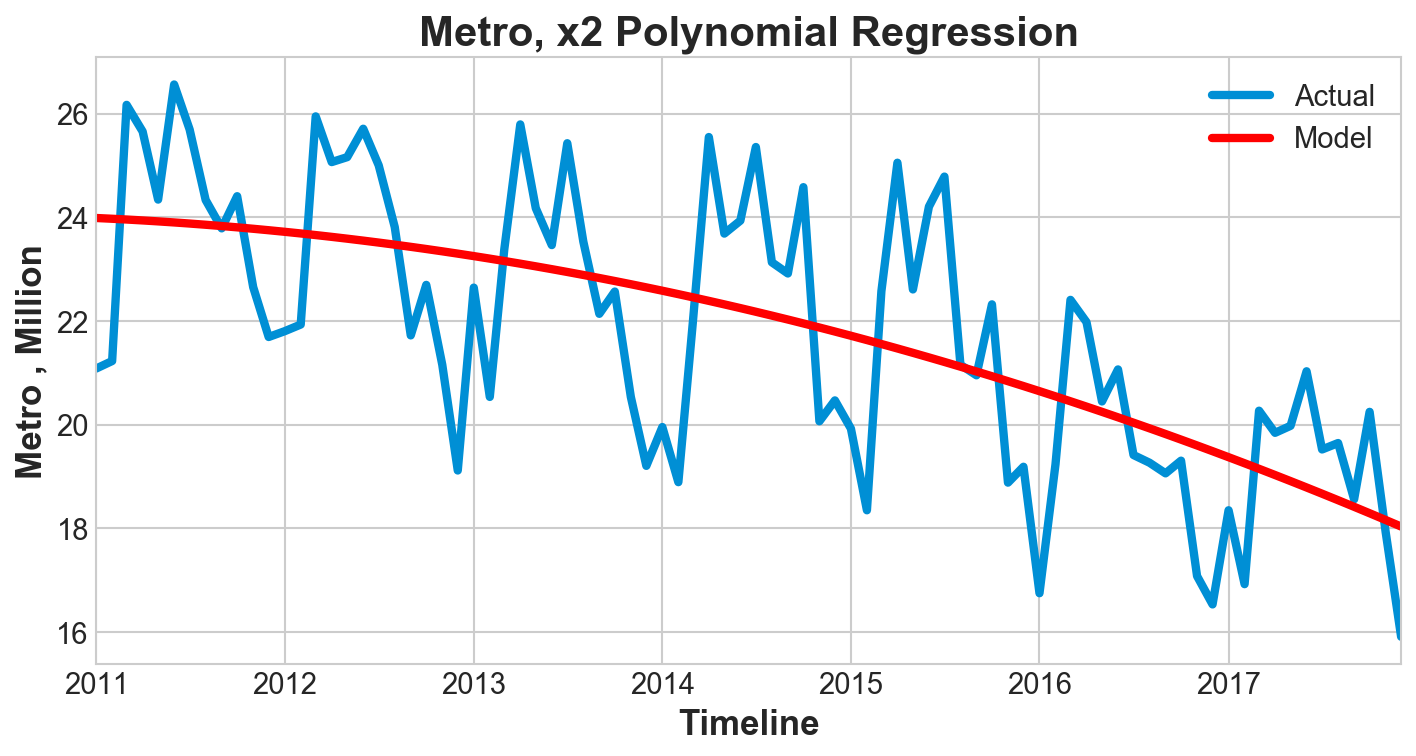 Metro, x2 Polynomial Regression
Actual
Model
Metro , Million
26
24
22
20
18
16
2011 2012 2013 2014 2015 2016 2017
Timeline